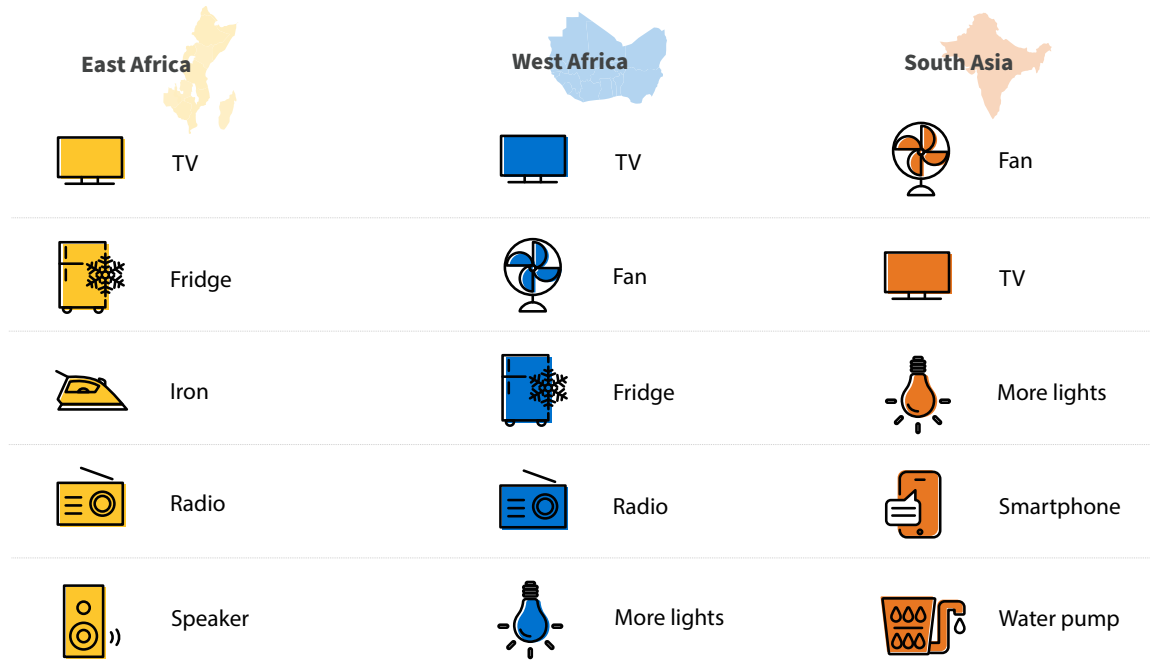 East Africa
West Africa
South Asia
TV
TV
Fan
Fridge
Fan
TV
Iron
Fridge
More lights
Radio
Radio
Smartphone
Speaker
More lights
Water pump